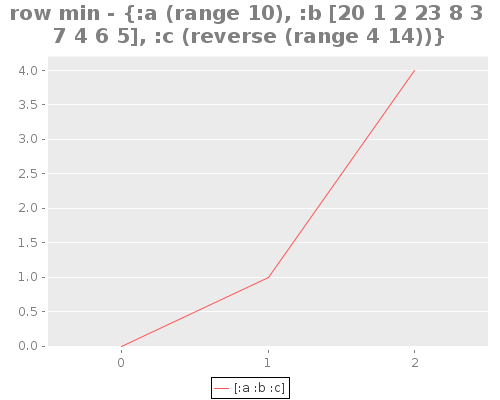 row min - {:a (range 10), :b [20 1 2 23 8 3
7 4 6 5], :c (reverse (range 4 14))}
4.0
3.5
3.0
2.5
2.0
1.5
1.0
0.5
0.0
0 1 2
[:a :b :c]